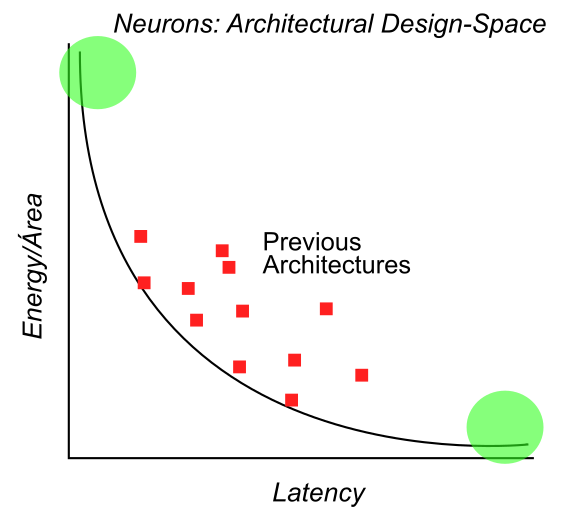 Neurons: Architectural Design-Space
Energy/Área
Previous
Architectures
Latency